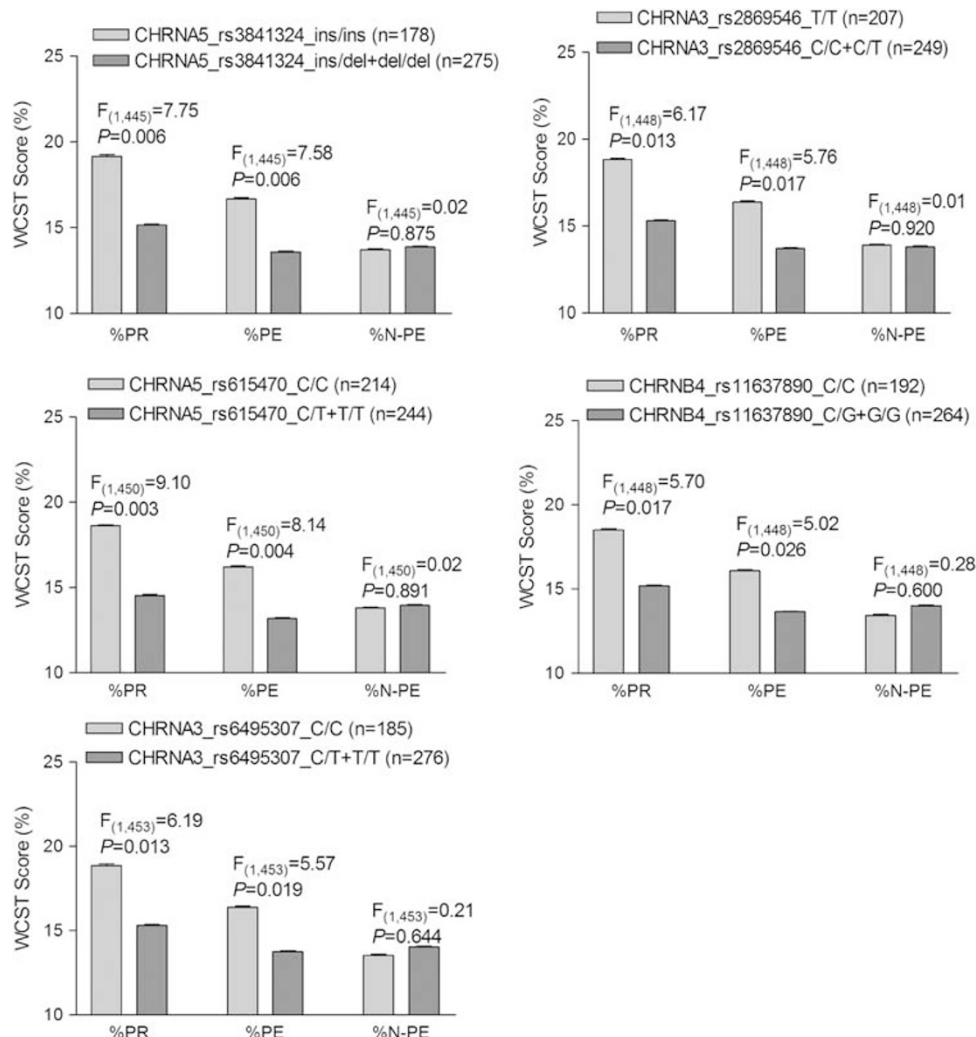 CHRNA5_rs3841324_ins/ins (n=178)
CHRNA5_rs3841324_ins/del+del/del (n=275)
WCST Score (%)
25
20
15
10
F(1,445)=7.75
P=0.006
F(1,445)=7.58
P=0.006
F(1,445)=0.02
P=0.875
%PR
%PE
%N-PE
CHRNA3_rs2869546_T/T (n=207)
CHRNA3_rs2869546_C/C+C/T (n=249)
WCST Score (%)
25
20
15
10
F(1,448)=6.17
P=0.013
F(1,448)=5.76
P=0.017
F(1,448)=0.01
P=0.920
%PR
%PE
%N-PE
CHRNA5_rs615470_C/C (n=214)
CHRNA5_rs615470_C/T+T/T (n=244)
WCST Score (%)
25
20
15
10
F(1,450)=9.10
P=0.003
F(1,450)=8.14
P=0.004
F(1,450)=0.02
P=0.891
%PR
%PE
%N-PE
CHRNB4_rs11637890_C/C (n=192)
CHRNB4_rs11637890_C/G+G/G (n=264)
WCST Score (%)
25
20
15
10
F(1,448)=5.70
P=0.017
F(1,448)=5.02
P=0.026
F(1,448)=0.28
P=0.600
%PR
%PE
%N-PE
CHRNA3_rs6495307_C/C (n=185)
CHRNA3_rs6495307_C/T+T/T (n=276)
WCST Score (%)
25
20
15
10
F(1,453)=6.19
P=0.013
F(1,453)=5.57
P=0.019
F(1,453)=0.21
P=0.644
%PR
%PE
%N-PE